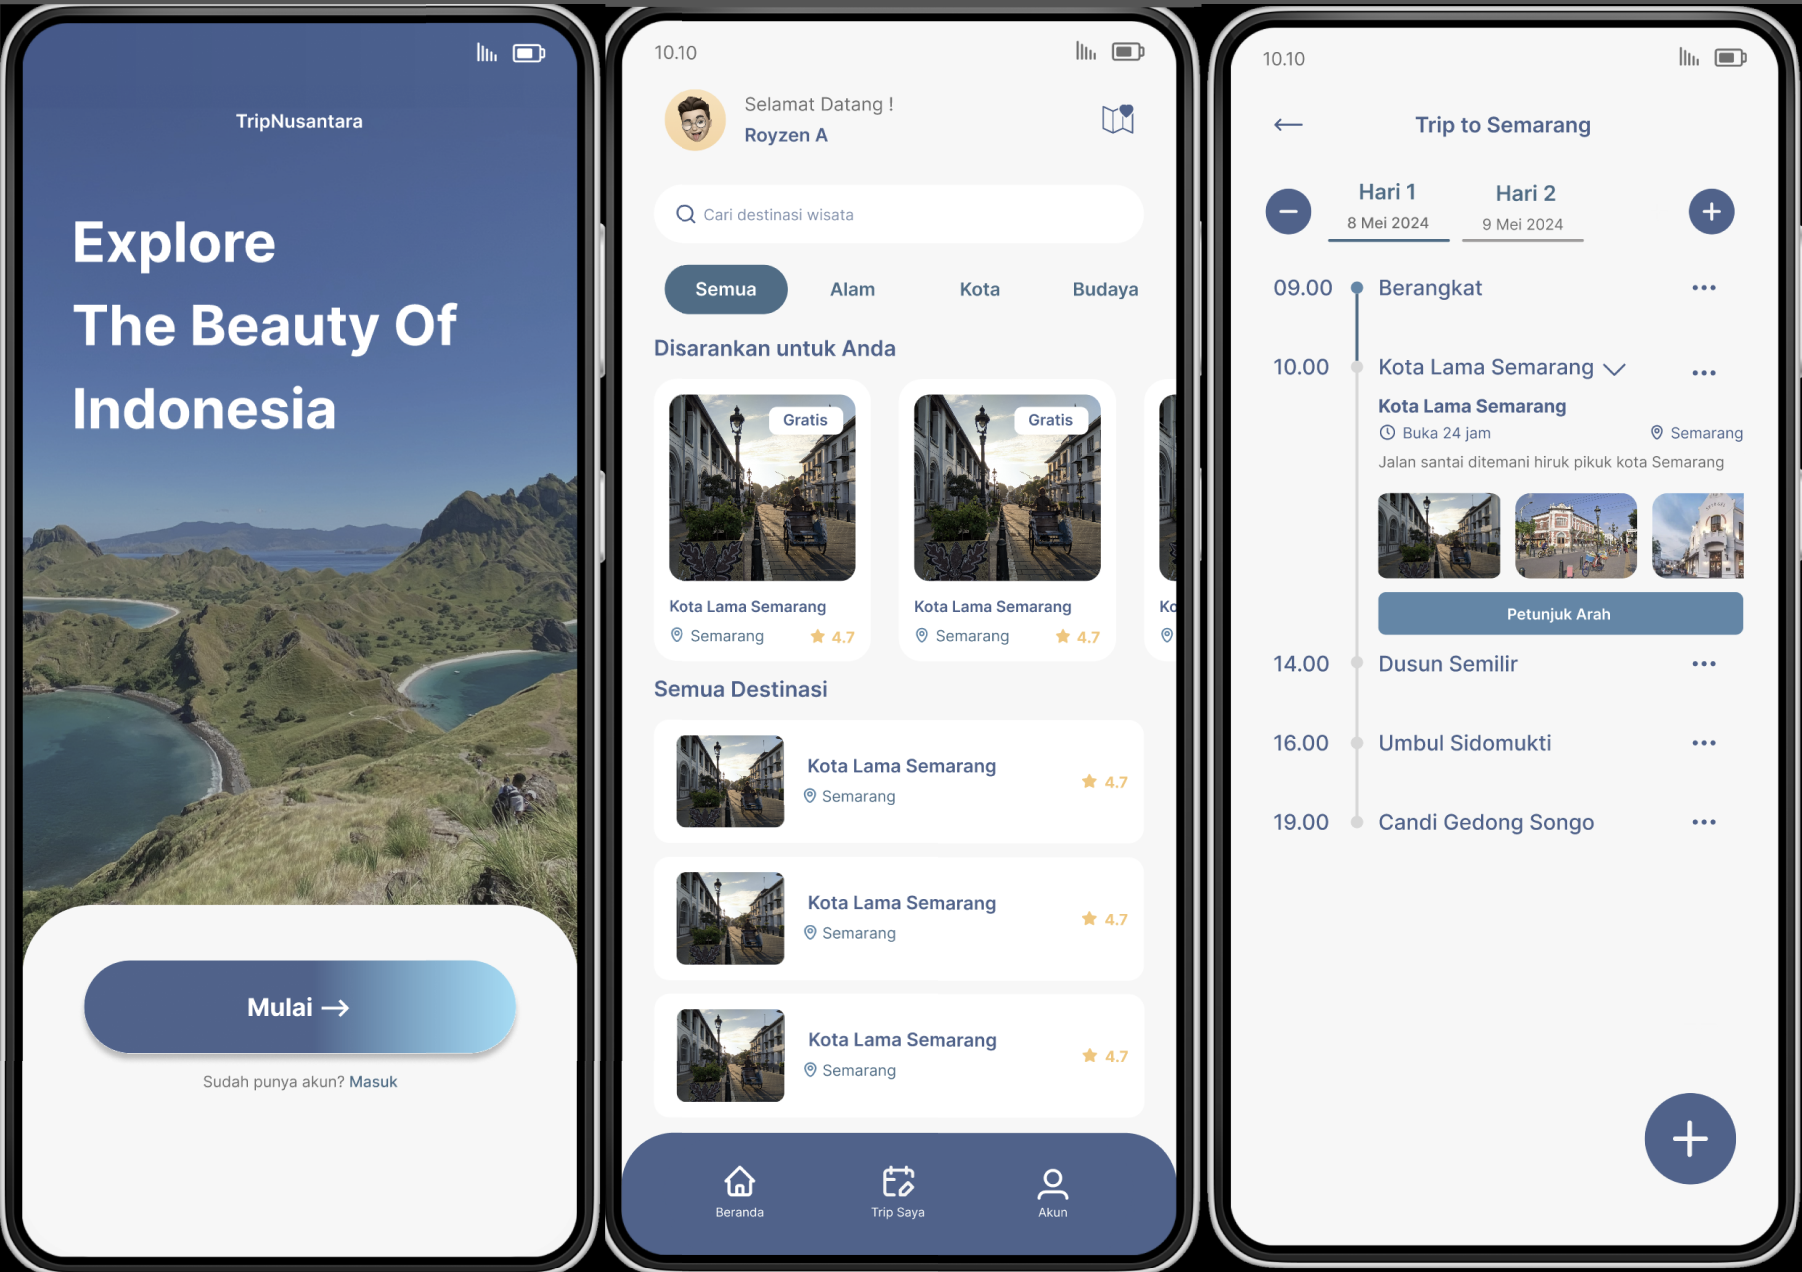 TripNusantara
Explore
The Beauty Of
Indonesia
Mulai →
Sudah punya akun? Masuk
10.10
Selamat Datang !
Royzen A
Cari destinasi wisata
Semua Alam Kota Budaya
Disarankan untuk Anda
Gratis Gratis
Kota Lama Semarang Kota Lama Semarang Ko
Semarang 4.7 Semarang 4.7
Semua Destinasi
Kota Lama Semarang
Semarang 4.7
Kota Lama Semarang
Semarang 4.7
Kota Lama Semarang
Semarang 4.7
Beranda Trip Saya Akun
10.10
Trip to Semarang
Hari 1 Hari 2
8 Mei 2024 9 Mei 2024
09.00 Berangkat
10.00 Kota Lama Semarang
Kota Lama Semarang
Buka 24 jam Semarang
Jalan santai ditemani hiruk pikuk kota Semarang
Petunjuk Arah
14.00 Dusun Semilir
16.00 Umbul Sidomukti
19.00 Candi Gedong Songo